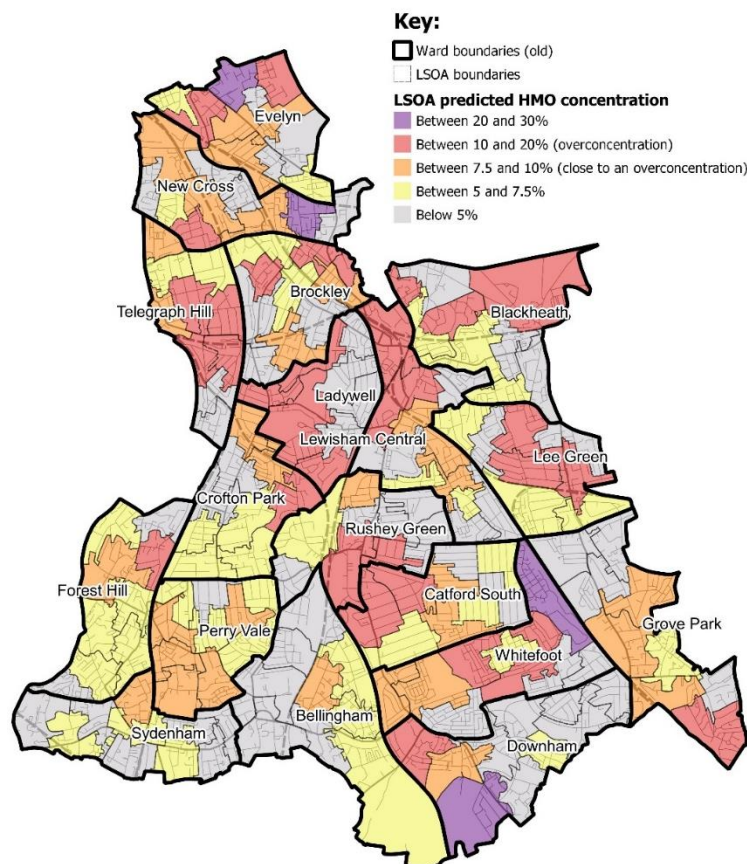 Key:
Ward boundaries (old)
LSOA boundaries
LSOA predicted HMO concentration
Between 20 and 30%
Between 10 and 20% (overconcentration)
Between 7.5 and 10% (close to an overconcentration)
Between 5 and 7.5%
Below 5%
Evelyn
New Cross
Telegraph Hill
Brockley
Blackheath
Ladywell
Lewisham Central
Lee Green
Crofton Park
Rushey Green
Forest Hill
Catford South
Perry Vale
Grove Park
Whitefoot
Bellingham
Sydenham
Downham